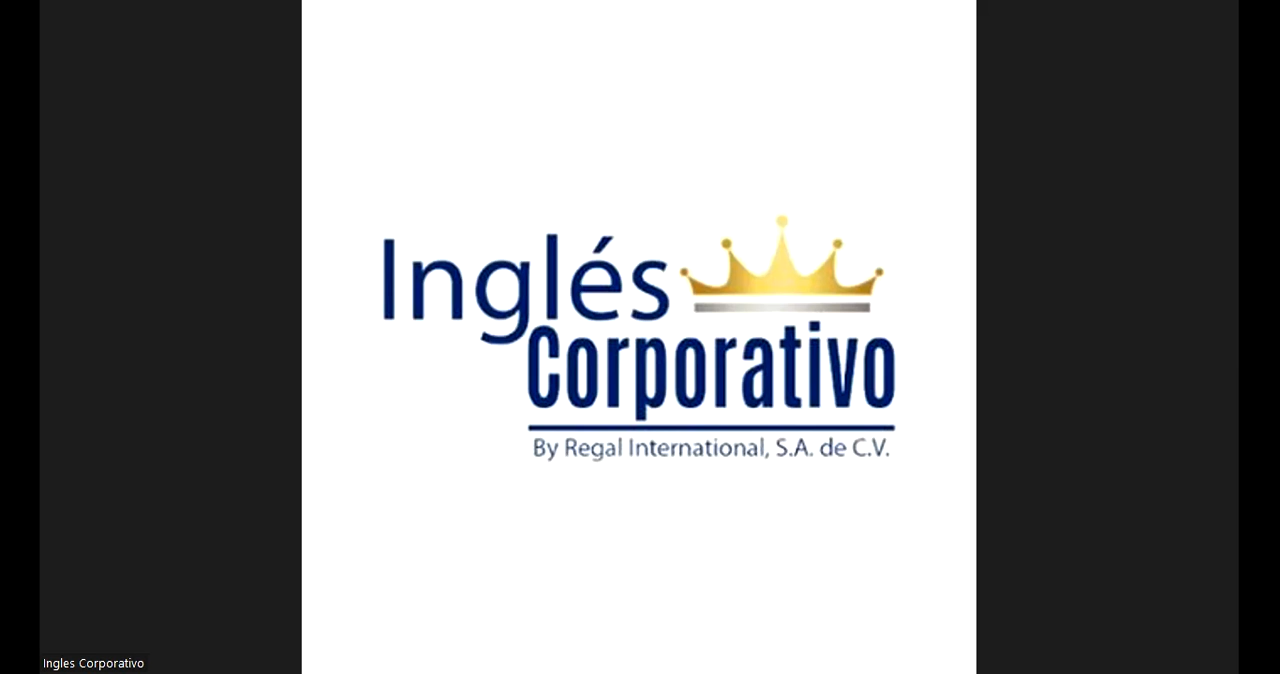 Inglés
Corporativo
By Regal International, S.A. de C.V.
Ingles Corporativo